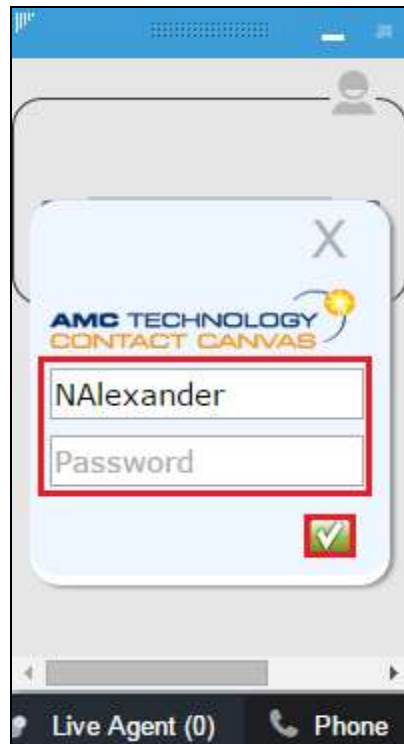 X
AMC TECHNOLOGY
CONTACT CANVAS
NAlexander
Password
Live Agent (0)
Phone